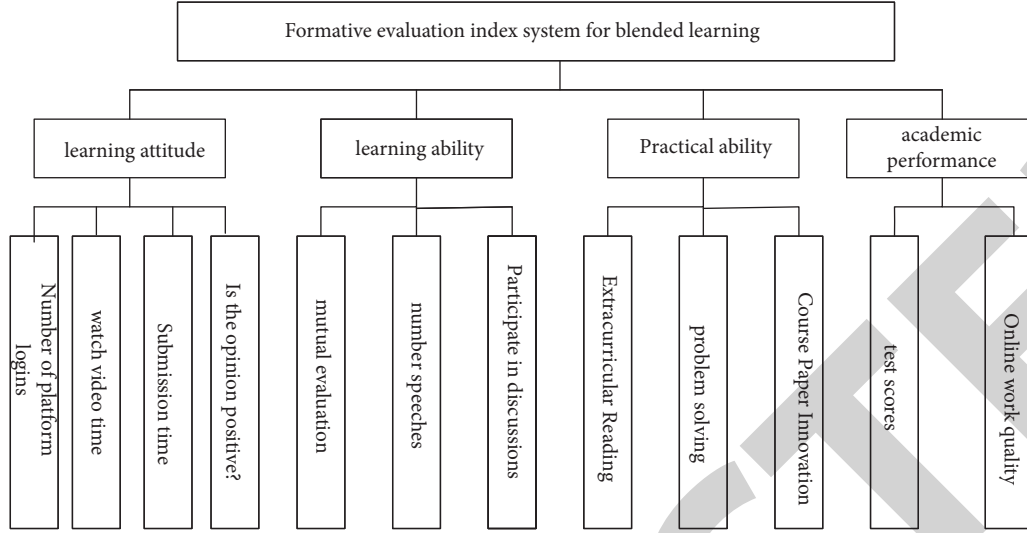 Formative evaluation index system for blended learning
learning attitude
learning ability
Practical ability
academic
performance
Number of platform
logins
watch video time
Submission time
Is the opinion positive?
mutual evaluation
number speeches
Participate in discussions
Extracurricular Reading
problem solving
Course Paper Innovation
test scores
Online work quality